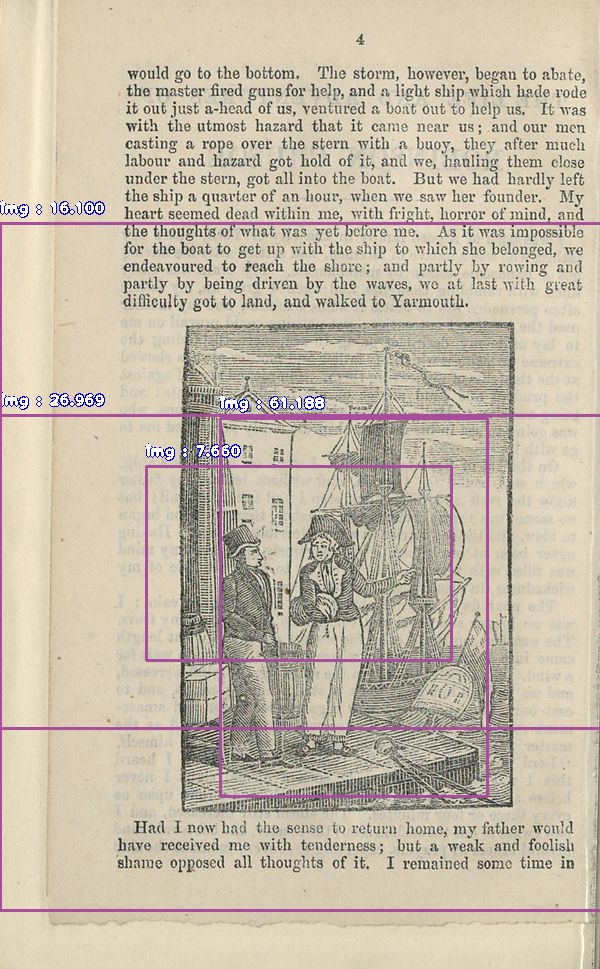 4
would go to the bottom. The storm, however, began to abate,
the master fired guns for help, and a light ship which hade rode
it out just a-head of us, ventured a boat out to help us. It was
with the utmost hazard that it came near us; and our men
casting a rope over the stern with a buoy, they after much
labour and hazard got hold of it, and we, hauling them close
under the stern, got all into the boat. But we had hardly left
the ship a quarter of an hour, when we saw her founder. My
img : 16.100
heart seemed dead within me, with fright, horror of mind, and
the thoughts of what was yet before me. As it was impossible
for the boat to get up with the ship to which she belonged, we
endeavoured to reach the shore; and partly by rowing and
partly by being driven by the waves, we at last with great
difficulty got to land, and walked to Yarmouth.
img : 26.969
img : 61.188
img : 7.660
Had I now had the sense to return home, my father would
have received me with tenderness; but a weak and foolish
shame opposed all thoughts of it. I remained some time in